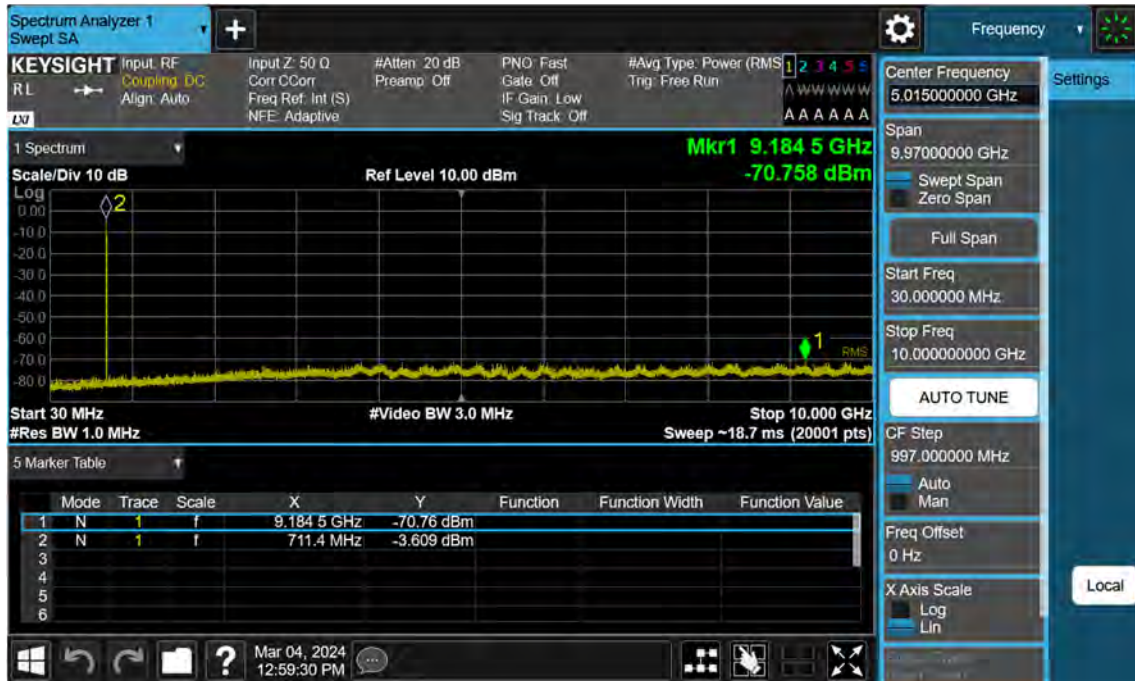 Spectrum Analyzer 1
Swept SA
+
Frequency
KEYSIGHT
RL
LXI
Input: RF
Coupling: DC
Align: Auto
Input Z: 50 Ω
Corr CCorr
Freq Ref: Int (S)
NFE: Adaptive
#Atten: 20 dB
Preamp: Off
PNO: Fast
Gate: Off
IF Gain: Low
Sig Track: Off
#Avg Type: Power (RMS
Trig: Free Run
1 2 3 4 5 6
A W W W W W
A A A A A A
1 Spectrum
Scale/Div 10 dB
Ref Level 10.00 dBm
Mkr1 9.184 5 GHz
-70.758 dBm
Log
0.00
-10.0
-20.0
-30.0
-40.0
-50.0
-60.0
-70.0
-80.0
2
1
RMS
Start 30 MHz
#Video BW 3.0 MHz
Stop 10.000 GHz
#Res BW 1.0 MHz
Sweep ~18.7 ms (20001 pts)
5 Marker Table
Mode Trace Scale X Y Function Function Width Function Value
1 N 1 f 9.184 5 GHz -70.76 dBm
2 N 1 f 711.4 MHz -3.609 dBm
3
4
5
6
?
Mar 04, 2024
12:59:30 PM
Center Frequency
5.015000000 GHz
Span
9.97000000 GHz
Swept Span
Zero Span
Full Span
Start Freq
30.000000 MHz
Stop Freq
10.000000000 GHz
AUTO TUNE
CF Step
997.000000 MHz
Auto
Man
Freq Offset
0 Hz
X Axis Scale
Log
Lin
Settings
Local